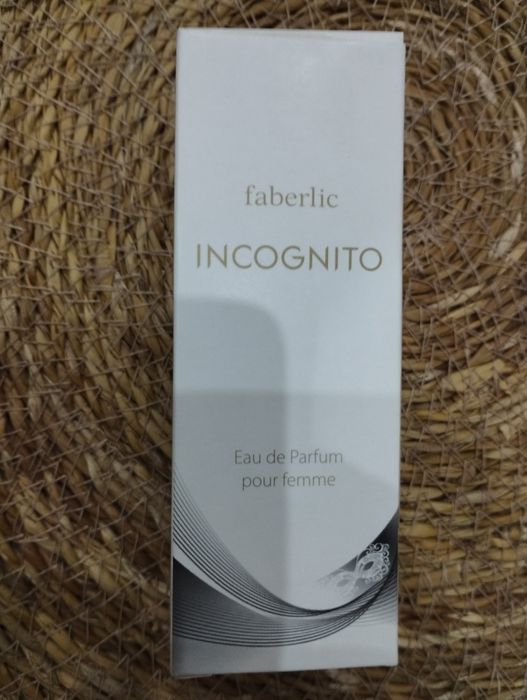 faberlic
INCOGNITO
Eau de Parfum
pour femme